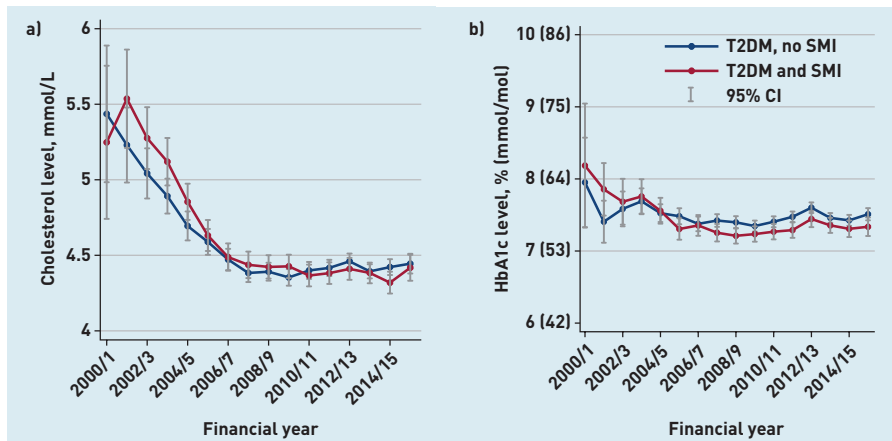 a)
Cholesterol level, mmol/L
6
5.5
5
4.5
4
2000/1
2002/3
2004/5
2006/7
2008/9
2010/11
2012/13
2014/15
Financial year
b)
HbA1c level, % (mmol/mol)
10 (86)
9 (75)
8 (64)
7 (53)
6 (42)
T2DM, no SMI
T2DM and SMI
95% CI
2000/1
2002/3
2004/5
2006/7
2008/9
2010/11
2012/13
2014/15
Financial year